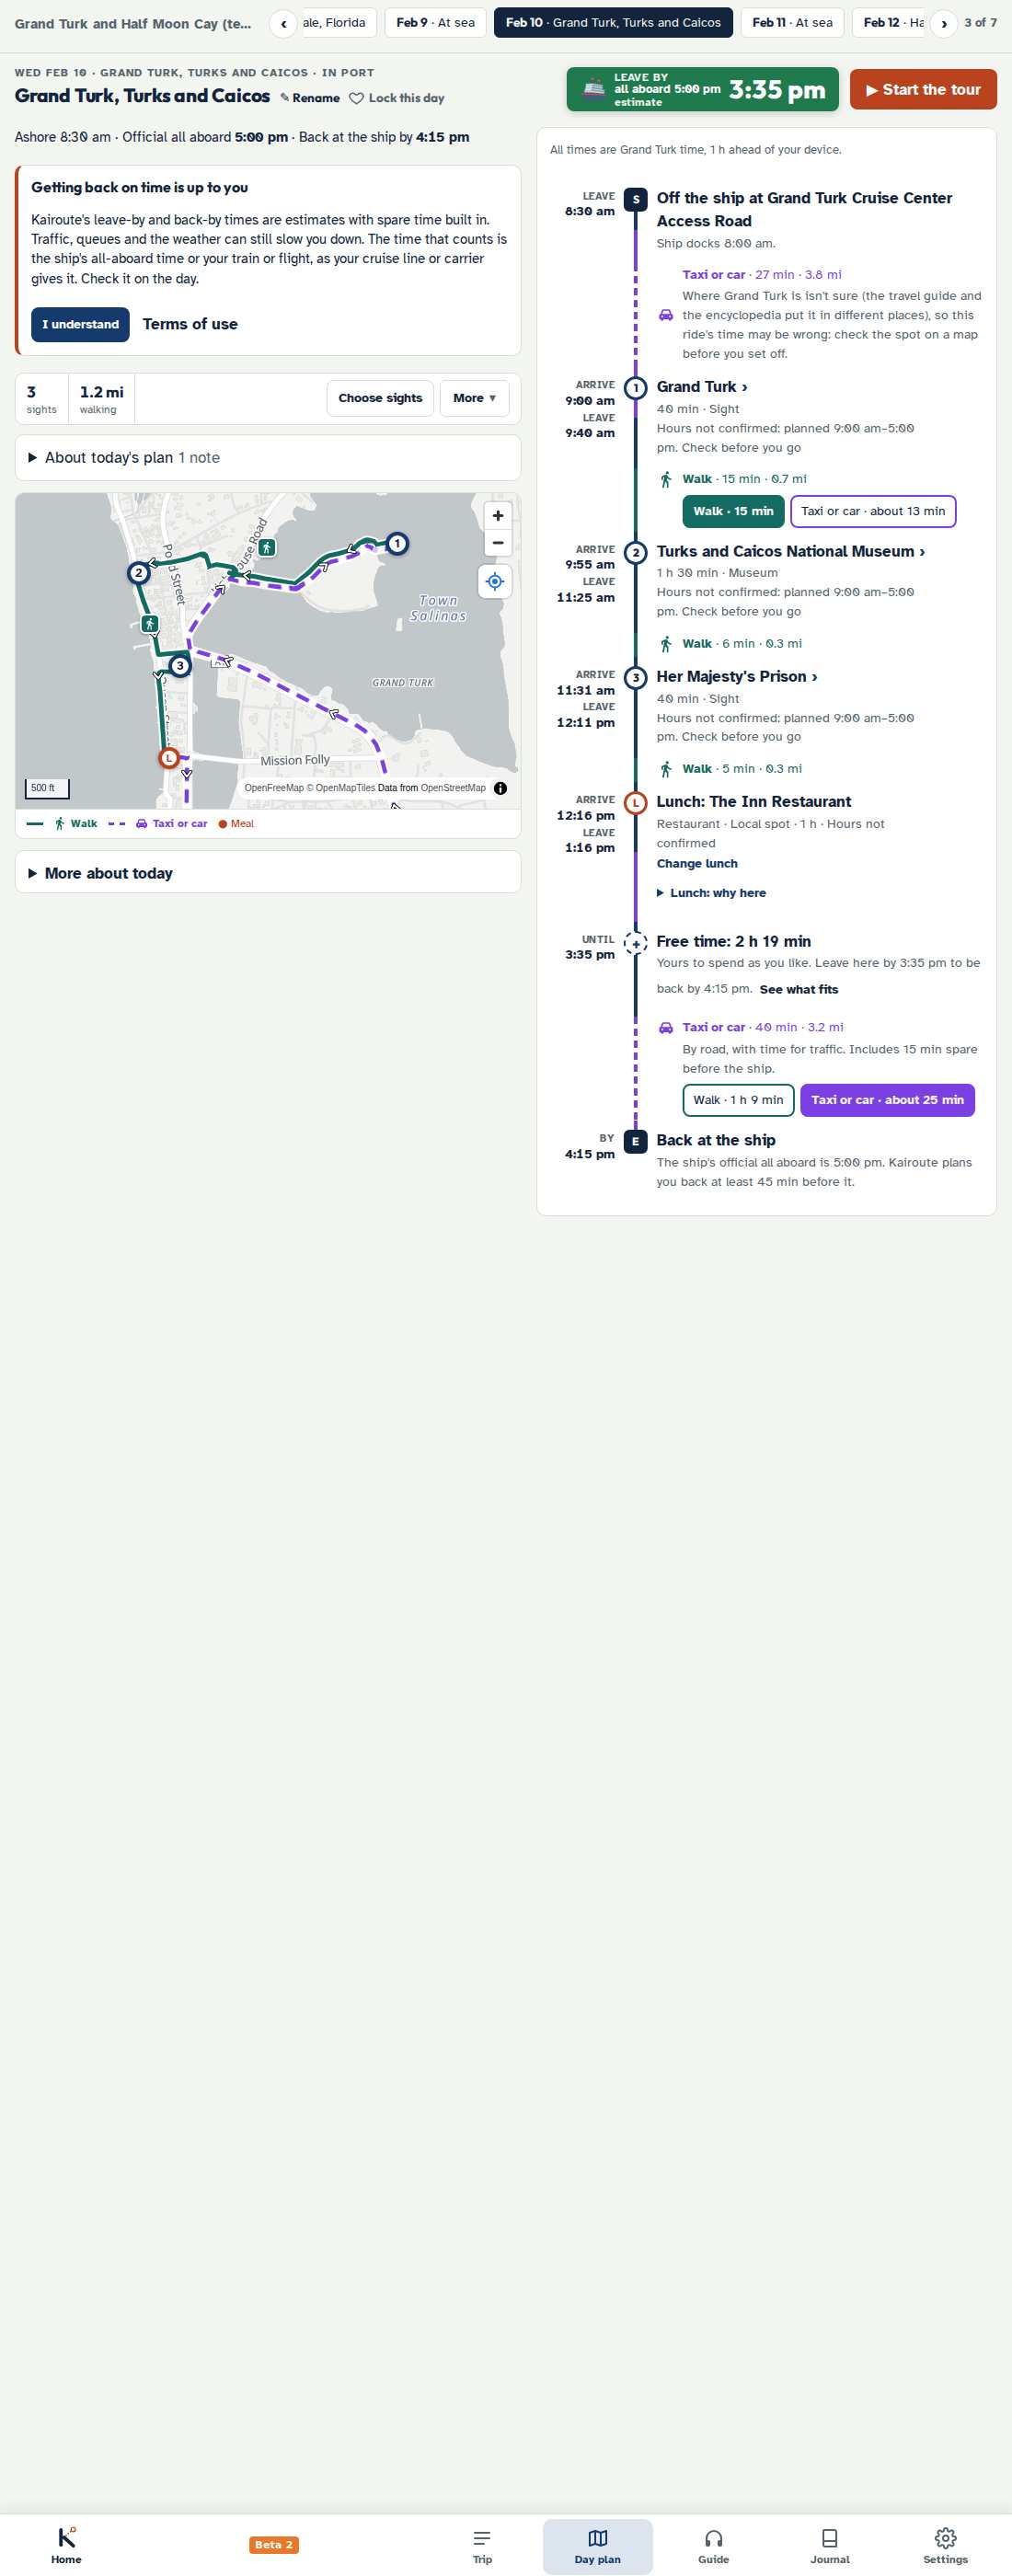 Grand Turk and Half Moon Cay (te...
‹
ale, Florida
Feb 9 · At sea
Feb 10 · Grand Turk, Turks and Caicos
Feb 11 · At sea
Feb 12 · Ha
›
3 of 7
WED FEB 10 · GRAND TURK, TURKS AND CAICOS · IN PORT
Grand Turk, Turks and Caicos
✎ Rename
Lock this day
LEAVE BY
all aboard 5:00 pm
estimate
3:35 pm
▶ Start the tour
Ashore 8:30 am · Official all aboard 5:00 pm · Back at the ship by 4:15 pm
Getting back on time is up to you
Kairoute's leave-by and back-by times are estimates with spare time built in.
Traffic, queues and the weather can still slow you down. The time that counts is
the ship's all-aboard time or your train or flight, as your cruise line or carrier
gives it. Check it on the day.
I understand
Terms of use
3
sights
1.2 mi
walking
Choose sights
More ▾
▶ About today's plan 1 note
Town
Salinas
GRAND TURK
Mission Folly
1
2
3
L
500 ft
OpenFreeMap © OpenMapTiles Data from OpenStreetMap
Walk
Taxi or car
Meal
▶ More about today
All times are Grand Turk time, 1 h ahead of your device.
LEAVE
8:30 am
S
Off the ship at Grand Turk Cruise Center
Access Road
Ship docks 8:00 am.
Taxi or car · 27 min · 3.8 mi
Where Grand Turk is isn't sure (the travel guide and
the encyclopedia put it in different places), so this
ride's time may be wrong: check the spot on a map
before you set off.
ARRIVE
9:00 am
LEAVE
9:40 am
1
Grand Turk ›
40 min · Sight
Hours not confirmed: planned 9:00 am–5:00
pm. Check before you go
Walk · 15 min · 0.7 mi
Walk · 15 min
Taxi or car · about 13 min
ARRIVE
9:55 am
LEAVE
11:25 am
2
Turks and Caicos National Museum ›
1 h 30 min · Museum
Hours not confirmed: planned 9:00 am–5:00
pm. Check before you go
Walk · 6 min · 0.3 mi
ARRIVE
11:31 am
LEAVE
12:11 pm
3
Her Majesty's Prison ›
40 min · Sight
Hours not confirmed: planned 9:00 am–5:00
pm. Check before you go
Walk · 5 min · 0.3 mi
ARRIVE
12:16 pm
LEAVE
1:16 pm
L
Lunch: The Inn Restaurant
Restaurant · Local spot · 1 h · Hours not
confirmed
Change lunch
▶ Lunch: why here
UNTIL
3:35 pm
+
Free time: 2 h 19 min
Yours to spend as you like. Leave here by 3:35 pm to be
back by 4:15 pm. See what fits
Taxi or car · 40 min · 3.2 mi
By road, with time for traffic. Includes 15 min spare
before the ship.
Walk · 1 h 9 min
Taxi or car · about 25 min
BY
4:15 pm
E
Back at the ship
The ship's official all aboard is 5:00 pm. Kairoute plans
you back at least 45 min before it.
Home
Beta 2
Trip
Day plan
Guide
Journal
Settings